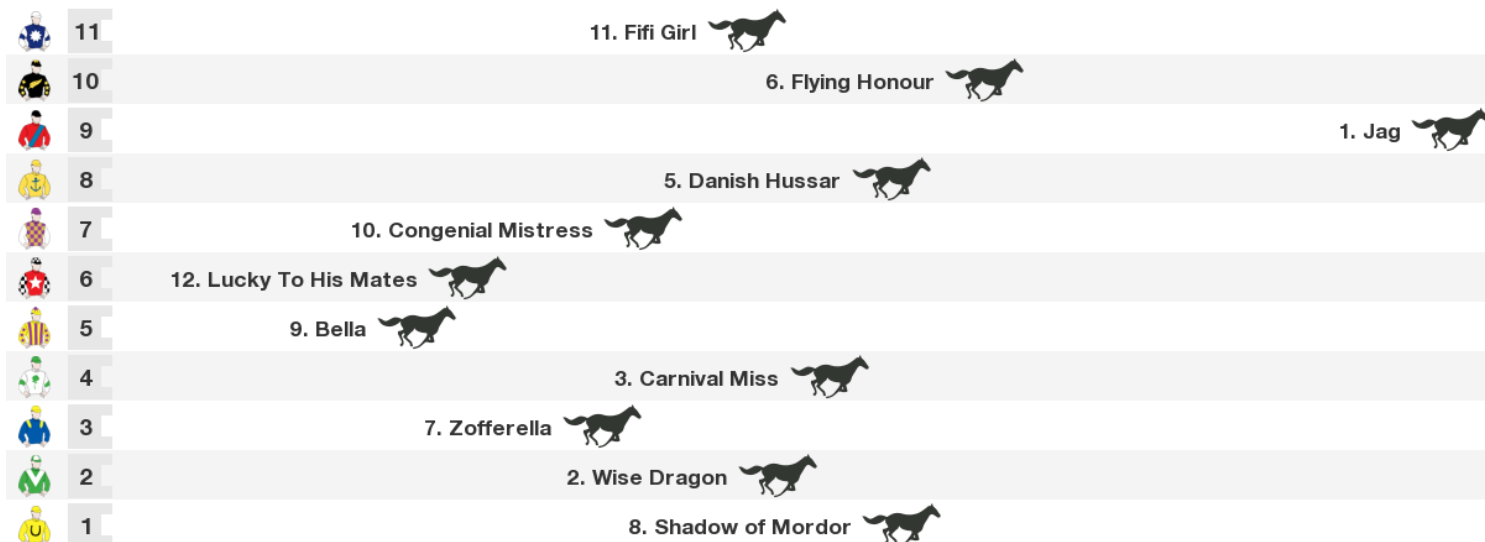 11 11. Fifi Girl
10 6. Flying Honour
9 1. Jag
8 5. Danish Hussar
7 10. Congenial Mistress
6 12. Lucky To His Mates
5 9. Bella
4 3. Carnival Miss
3 7. Zofferella
2 2. Wise Dragon
1 8. Shadow of Mordor